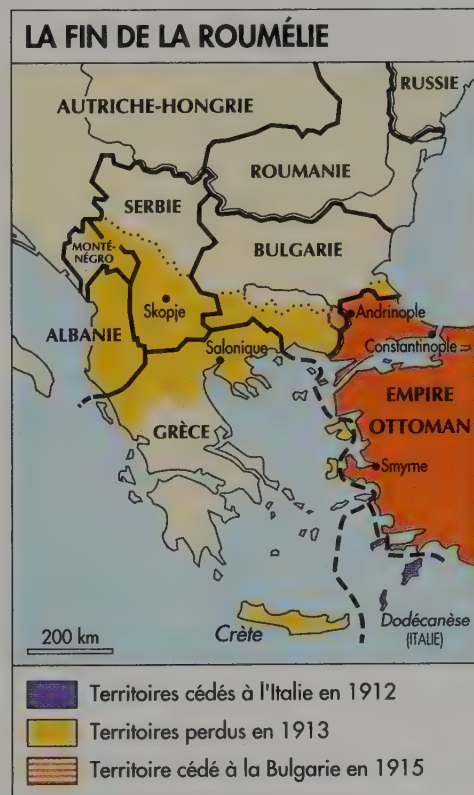 LA FIN DE LA ROUMÉLIE
RUSSIE
AUTRICHE-HONGRIE
ROUMANIE
SERBIE
BULGARIE
MONTÉ-
NÉGRO
Skopje
Andrinople
ALBANIE
Constantinople
Salonique
EMPIRE
OTTOMAN
GRÈCE
Smyrne
200 km
Crète
Dodécanèse
(ITALIE)
Territoires cédés à l'Italie en 1912
Territoires perdus en 1913
Territoire cédé à la Bulgarie en 1915